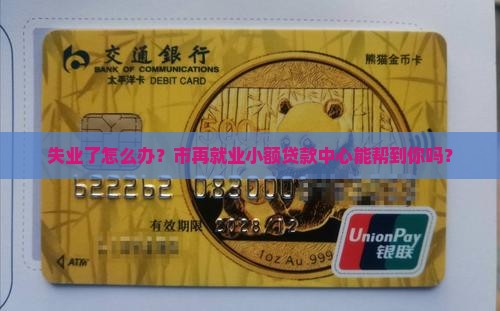 交通銀行
BANK OF COMMUNICATIONS
太平洋卡 DEBIT CARD
熊猫金币卡
失业了怎么办？市再就业小额贷款中心能帮到你吗？
622262 083000
有效期限 2028/12
1oz Au .999
ATM
UnionPay
银联